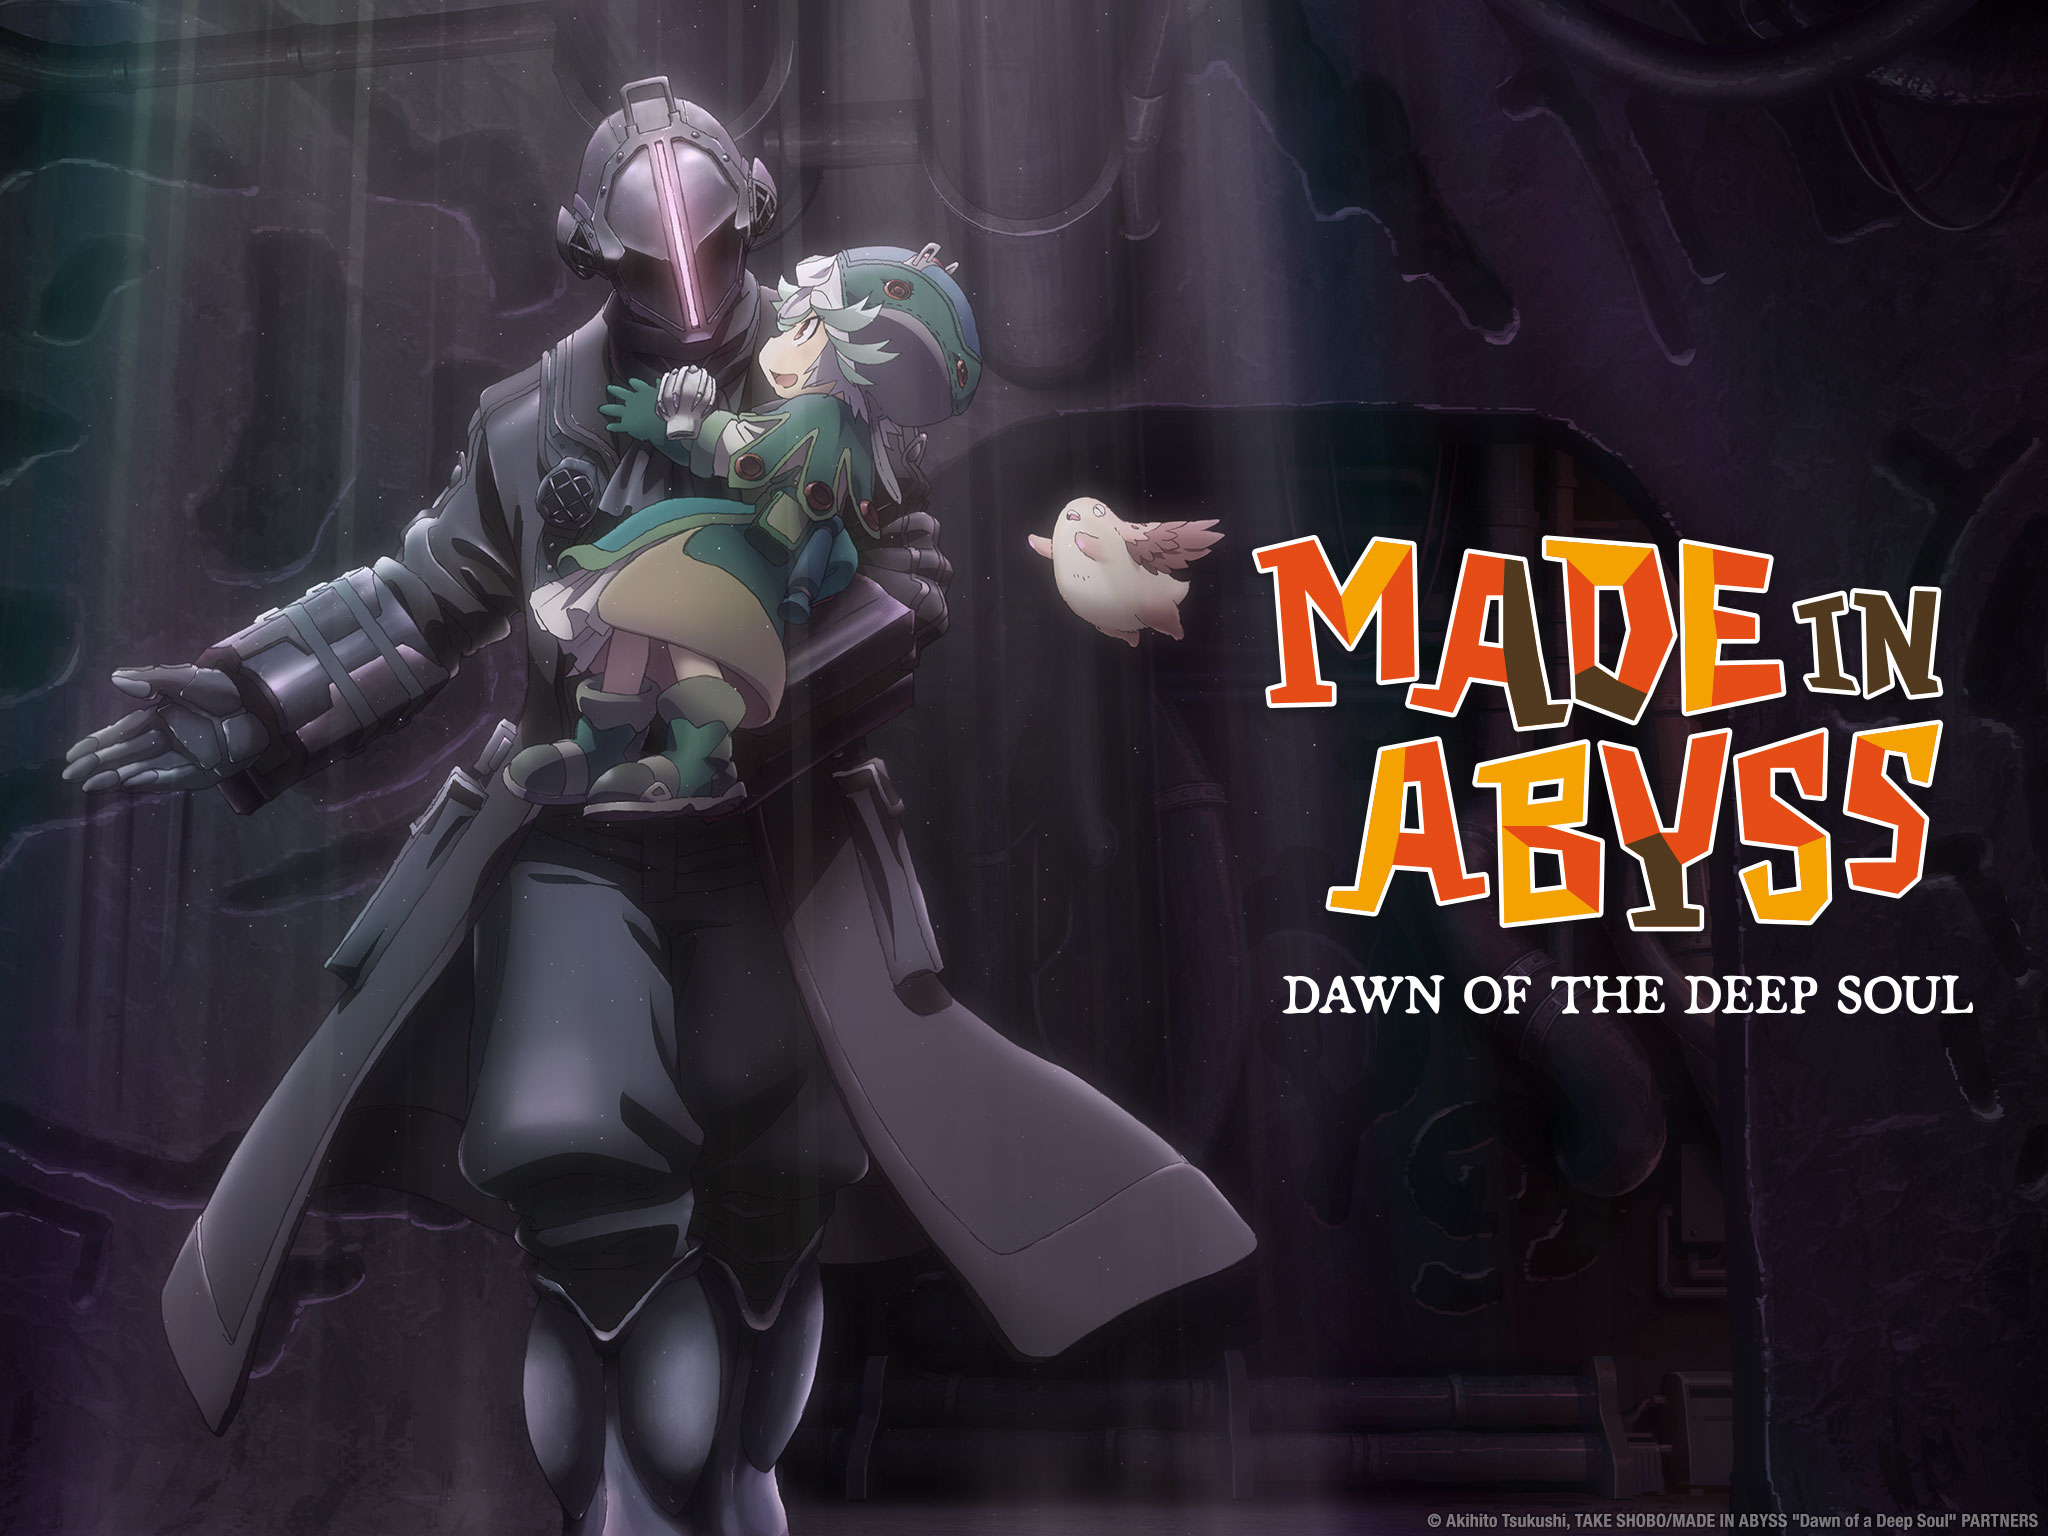 MADE IN
ABYSS
DAWN OF THE DEEP SOUL
© Akihito Tsukushi, TAKE SHOBO/MADE IN ABYSS "Dawn of a Deep Soul" PARTNERS